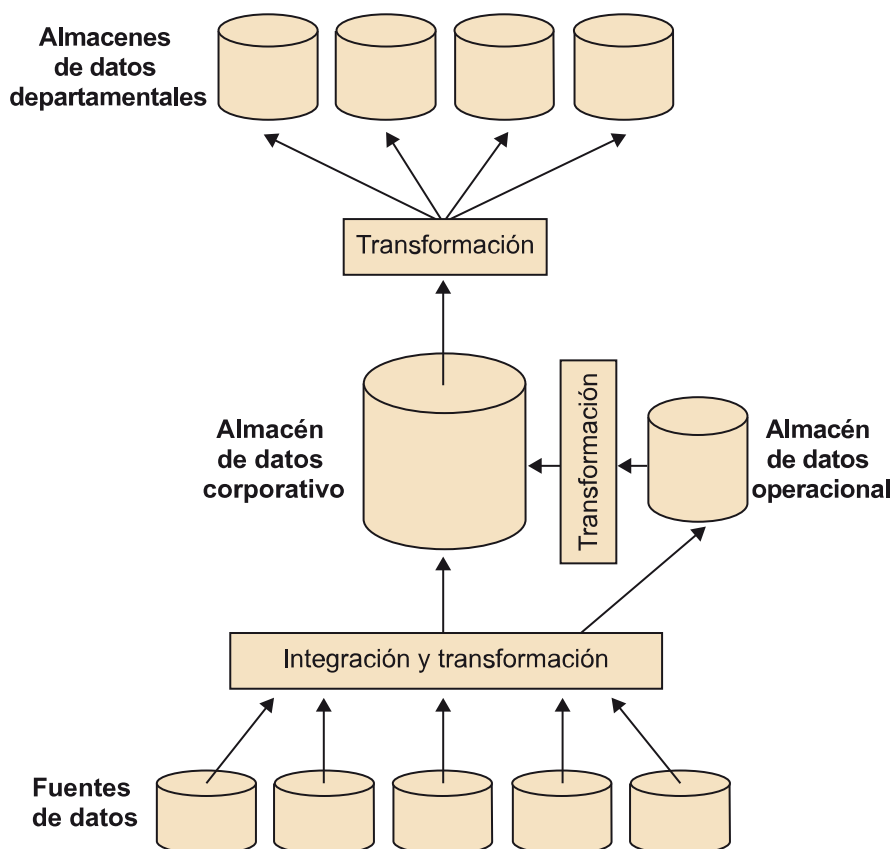 Almacenes
de datos
departamentales
Transformación
Almacén
de datos
corporativo
Transformación
Almacén
de datos
operacional
Integración y transformación
Fuentes
de datos